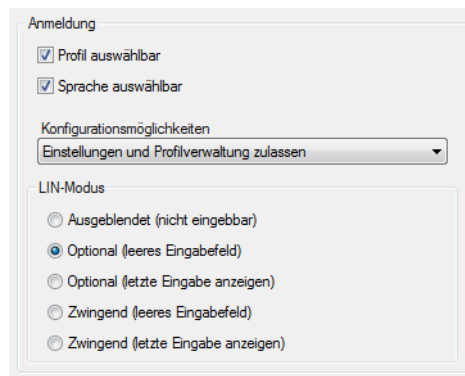 Anmeldung
Profil auswählbar
Sprache auswählbar
Konfigurationsmöglichkeiten
Einstellungen und Profilverwaltung zulassen
LIN-Modus
Ausgeblendet (nicht eingebbar)
Optional (leeres Eingabefeld)
Optional (letzte Eingabe anzeigen)
Zwingend (leeres Eingabefeld)
Zwingend (letzte Eingabe anzeigen)